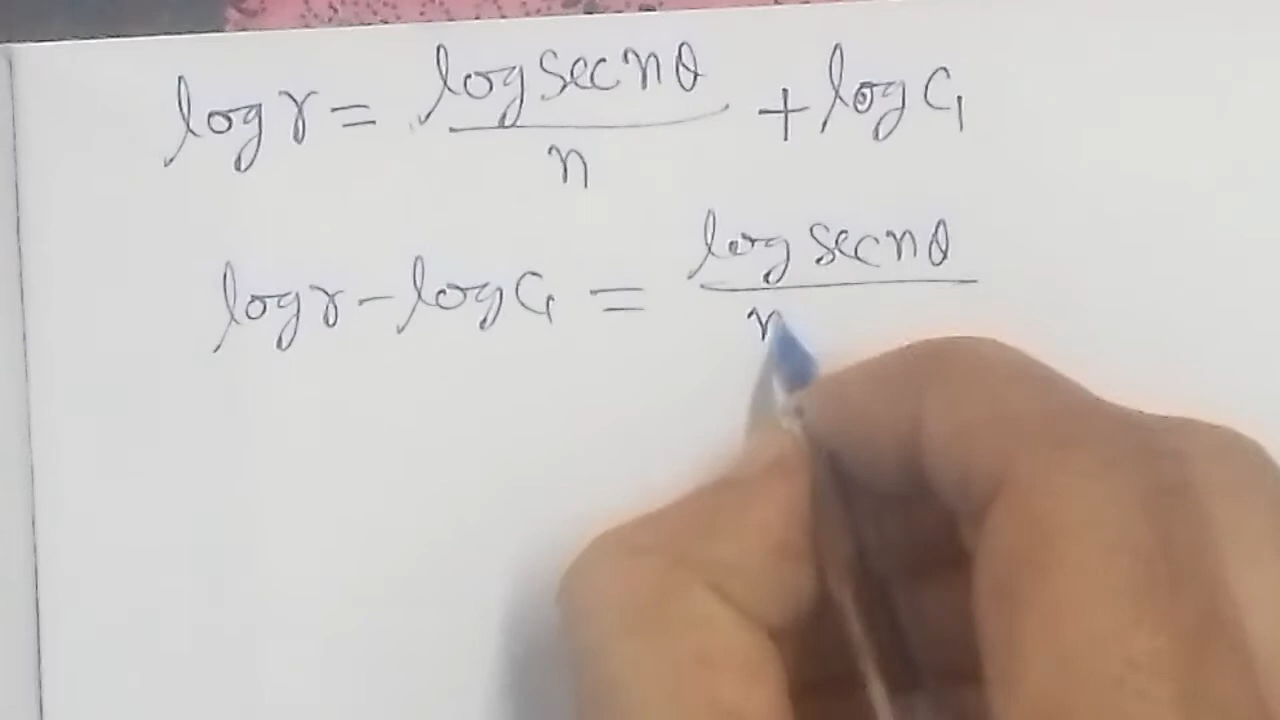 log r = log sec nθ / n + log C₁
log r - log C₁ = log sec nθ / n